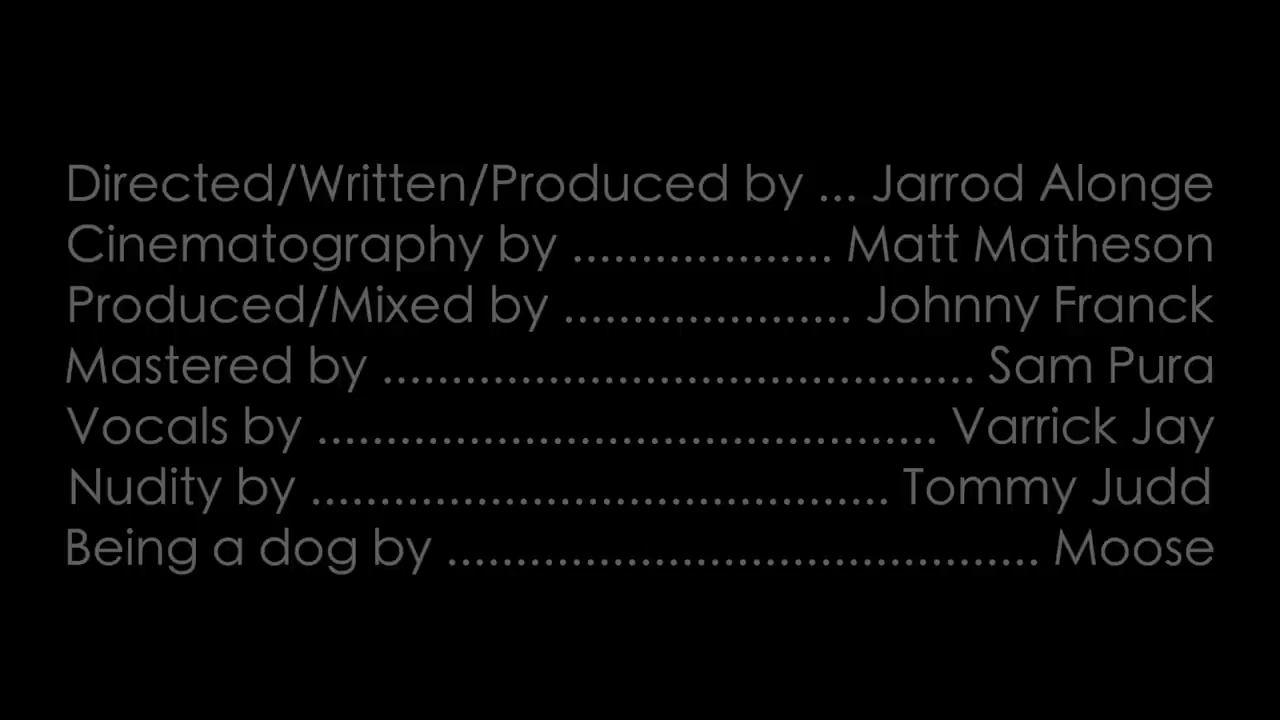 Directed/Written/Produced by ... Jarrod Alonge
Cinematography by ................... Matt Matheson
Produced/Mixed by ..................... Johnny Franck
Mastered by ........................................... Sam Pura
Vocals by ............................................. Varrick Jay
Nudity by .......................................... Tommy Judd
Being a dog by ........................................... Moose